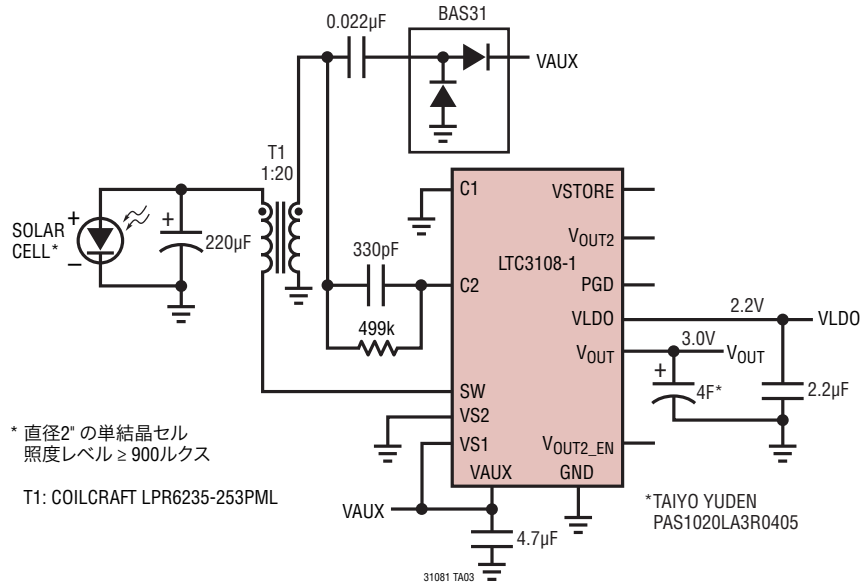 0.022µF
BAS31
VAUX
T1
1:20
SOLAR
CELL*
+
−
+
220µF
330pF
499k
C1
C2
SW
VS2
VS1
VAUX
GND
VSTORE
VOUT2
LTC3108-1
PGD
VLDO
VOUT
VOUT2_EN
2.2V
VLDO
3.0V
VOUT
+
4F*
2.2µF
VAUX
4.7µF
* 直径2" の単結晶セル
照度レベル ≥ 900ルクス
T1: COILCRAFT LPR6235-253PML
*TAIYO YUDEN
PAS1020LA3R0405
31081 TA03